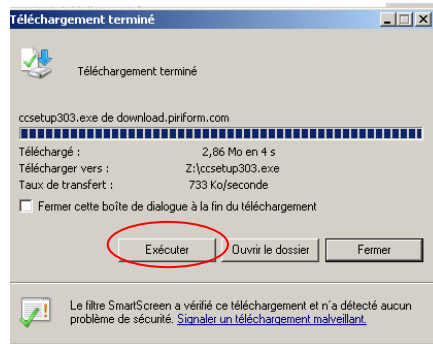 Téléchargement terminé
Téléchargement terminé
ccsetup303.exe de download.piriform.com
Téléchargé : 2,86 Mo en 4 s
Télécharger vers : Z:\ccsetup303.exe
Taux de transfert : 733 Ko/seconde
Fermer cette boîte de dialogue à la fin du téléchargement
Exécuter Ouvrir le dossier Fermer
Le filtre SmartScreen a vérifié ce téléchargement et n'a détecté aucun
problème de sécurité. Signaler un téléchargement malveillant.